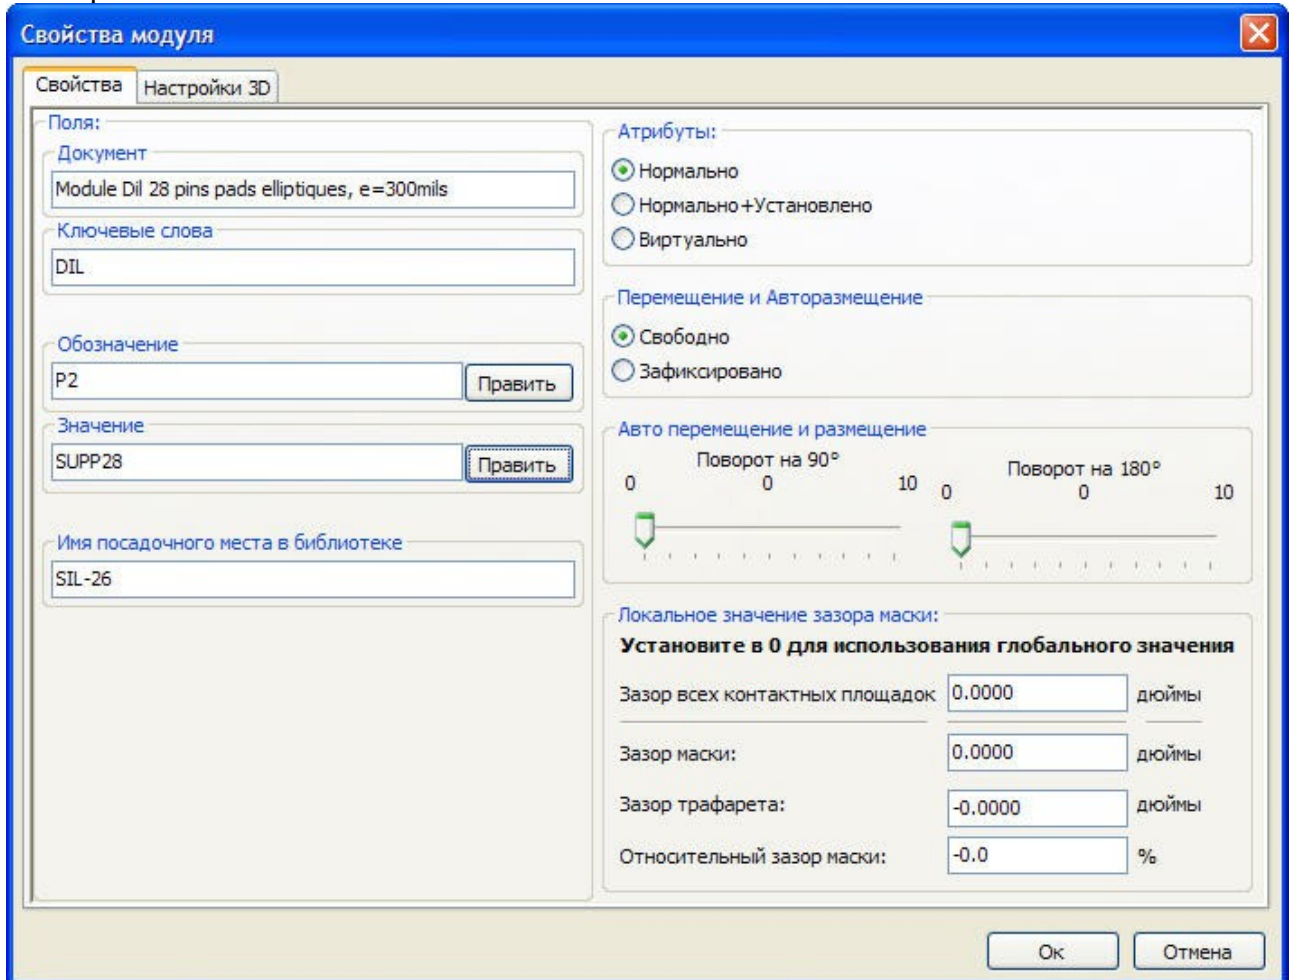 Свойства модуля
Свойства
Настройки 3D
Поля:
Документ
Module Dil 28 pins pads elliptiques, e=300mils
Ключевые слова
DIL
Обозначение
P2
Править
Значение
SUPP28
Править
Имя посадочного места в библиотеке
SIL-26
Атрибуты:
Нормально
Нормально+Установлено
Виртуально
Перемещение и Авторазмещение
Свободно
Зафиксировано
Авто перемещение и размещение
Поворот на 90°
0 0 10
Поворот на 180°
0 0 10
Локальное значение зазора маски:
Установите в 0 для использования глобального значения
Зазор всех контактных площадок 0.0000 дюймы
Зазор маски: 0.0000 дюймы
Зазор трафарета: -0.0000 дюймы
Относительный зазор маски: -0.0 %
Ок
Отмена